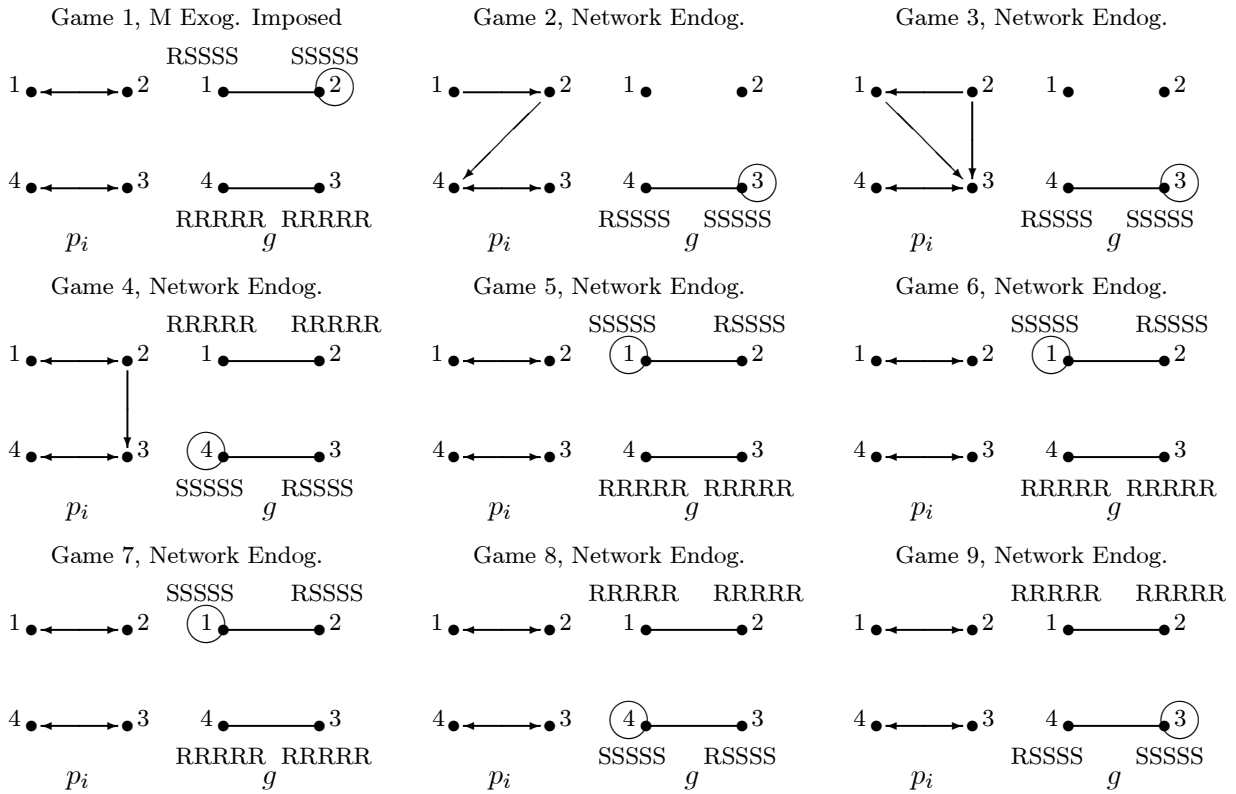 Game 1, M Exog. Imposed
RSSSS SSSSS
1 2 1 2
4 3 4 3
RRRRR RRRRR
p_i g
Game 2, Network Endog.
1 2 1 2
4 3 4 3
RSSSS SSSSS
p_i g
Game 3, Network Endog.
1 2 1 2
4 3 4 3
RSSSS SSSSS
p_i g
Game 4, Network Endog.
RRRRR RRRRR
1 2 1 2
4 3 4 3
SSSSS RSSSS
p_i g
Game 5, Network Endog.
SSSSS RSSSS
1 2 1 2
4 3 4 3
RRRRR RRRRR
p_i g
Game 6, Network Endog.
SSSSS RSSSS
1 2 1 2
4 3 4 3
RRRRR RRRRR
p_i g
Game 7, Network Endog.
SSSSS RSSSS
1 2 1 2
4 3 4 3
RRRRR RRRRR
p_i g
Game 8, Network Endog.
RRRRR RRRRR
1 2 1 2
4 3 4 3
SSSSS RSSSS
p_i g
Game 9, Network Endog.
RRRRR RRRRR
1 2 1 2
4 3 4 3
RSSSS SSSSS
p_i g